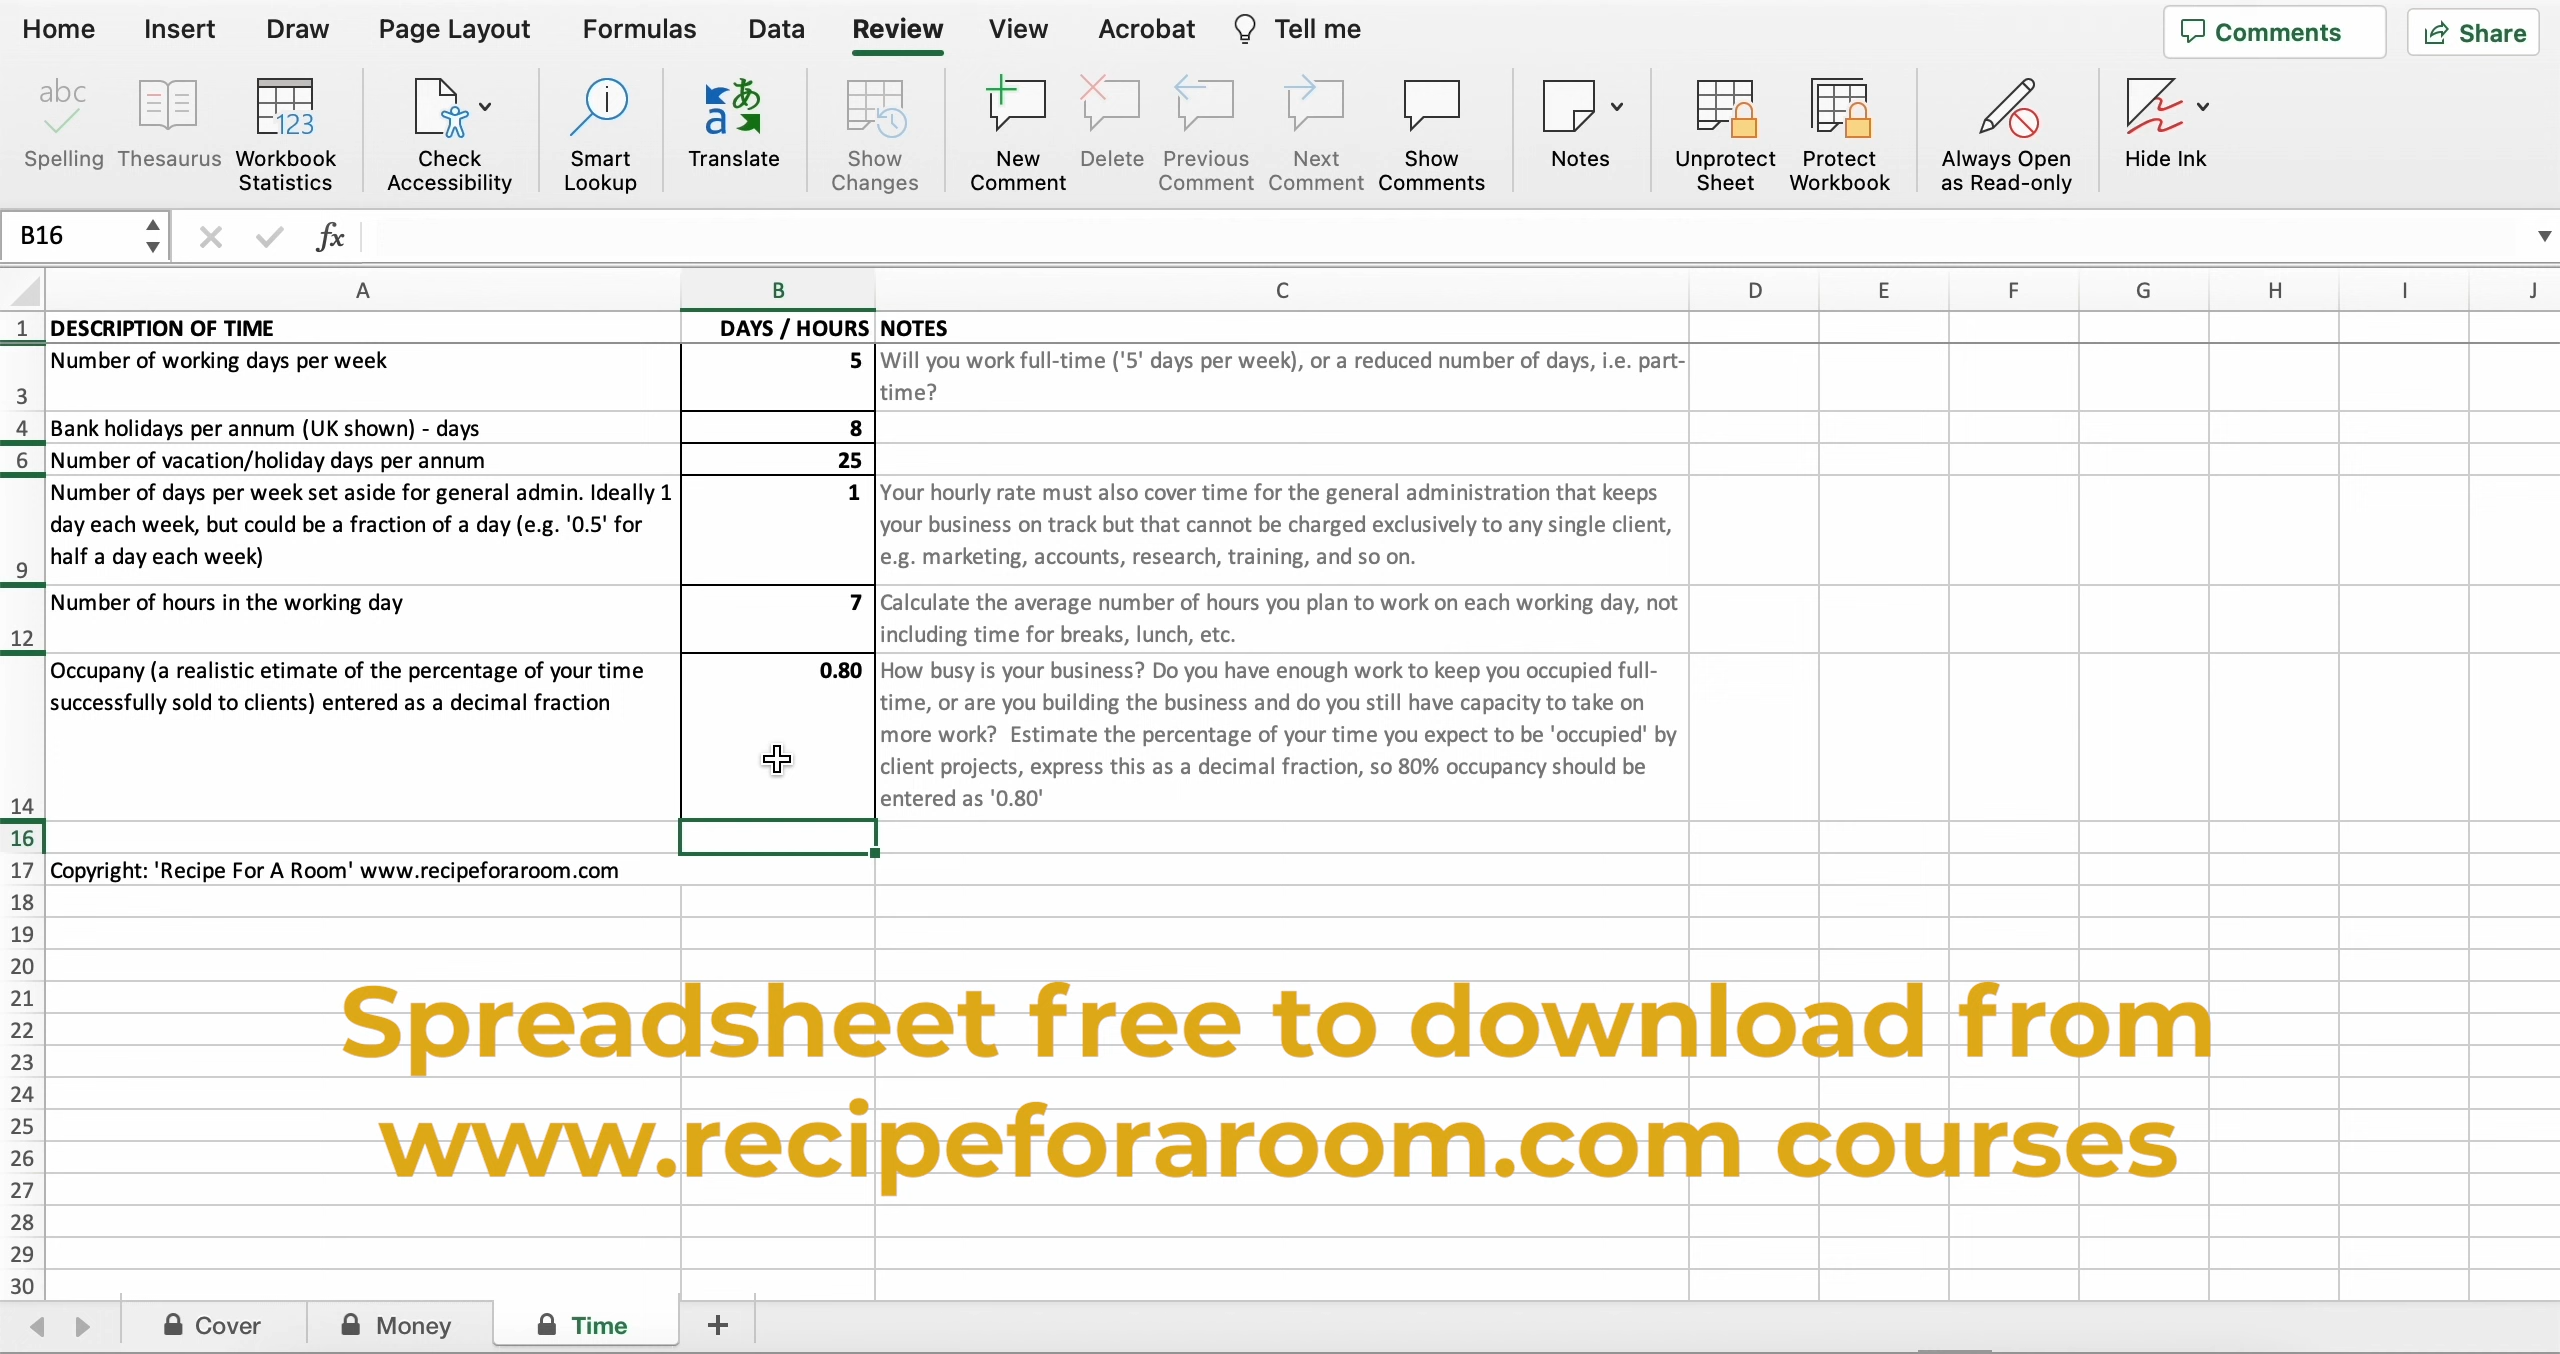 Home Insert Draw Page Layout Formulas Data Review View Acrobat Tell me Comments Share
abc
123
a あ
Spelling Thesaurus Workbook Statistics Check Accessibility Smart Lookup Translate Show Changes New Comment Delete Previous Comment Next Comment Show Comments Notes Unprotect Sheet Protect Workbook Always Open as Read-only Hide Ink
B16 fx
A B C D E F G H I J
1 DESCRIPTION OF TIME DAYS / HOURS NOTES
Number of working days per week 5 Will you work full-time ('5' days per week), or a reduced number of days, i.e. part-
3 time?
4 Bank holidays per annum (UK shown) - days 8
6 Number of vacation/holiday days per annum 25
Number of days per week set aside for general admin. Ideally 1 1 Your hourly rate must also cover time for the general administration that keeps
day each week, but could be a fraction of a day (e.g. '0.5' for your business on track but that cannot be charged exclusively to any single client,
9 half a day each week) e.g. marketing, accounts, research, training, and so on.
Number of hours in the working day 7 Calculate the average number of hours you plan to work on each working day, not
12 including time for breaks, lunch, etc.
Occupany (a realistic etimate of the percentage of your time 0.80 How busy is your business? Do you have enough work to keep you occupied full-
successfully sold to clients) entered as a decimal fraction time, or are you building the business and do you still have capacity to take on
more work?  Estimate the percentage of your time you expect to be 'occupied' by
client projects, express this as a decimal fraction, so 80% occupancy should be
14 entered as '0.80'
16
17 Copyright: 'Recipe For A Room' www.recipeforaroom.com
18
19
20
21
22
23
24
25
26
27
28
29
30
Spreadsheet free to download from
www.recipeforaroom.com courses
Cover Money Time +